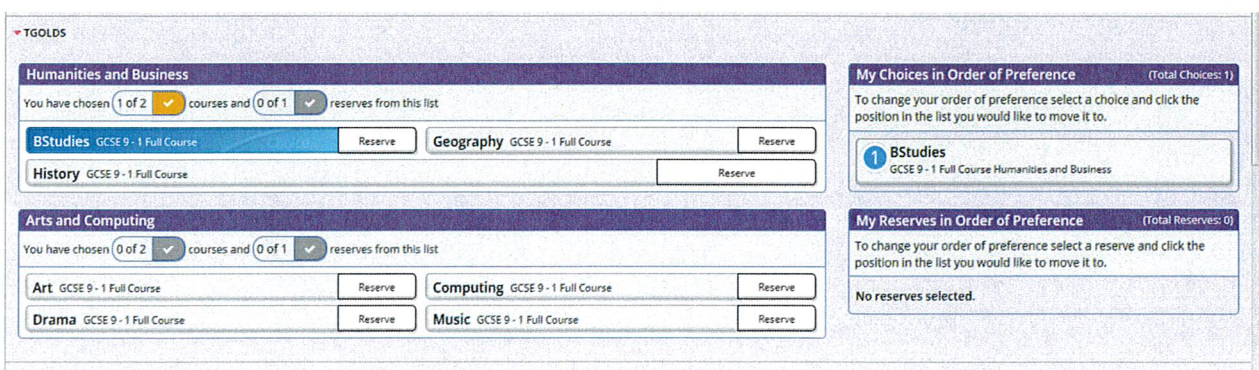 TGOLDS
Humanities and Business
You have chosen 1 of 2 courses and 0 of 1 reserves from this list
BStudies GCSE 9 - 1 Full Course Reserve
Geography GCSE 9 - 1 Full Course Reserve
History GCSE 9 - 1 Full Course Reserve
Arts and Computing
You have chosen 0 of 2 courses and 0 of 1 reserves from this list
Art GCSE 9 - 1 Full Course Reserve
Computing GCSE 9 - 1 Full Course Reserve
Drama GCSE 9 - 1 Full Course Reserve
Music GCSE 9 - 1 Full Course Reserve
My Choices in Order of Preference (Total Choices: 1)
To change your order of preference select a choice and click the
position in the list you would like to move it to.
1 BStudies
GCSE 9 - 1 Full Course Humanities and Business
My Reserves in Order of Preference (Total Reserves: 0)
To change your order of preference select a reserve and click the
position in the list you would like to move it to.
No reserves selected.